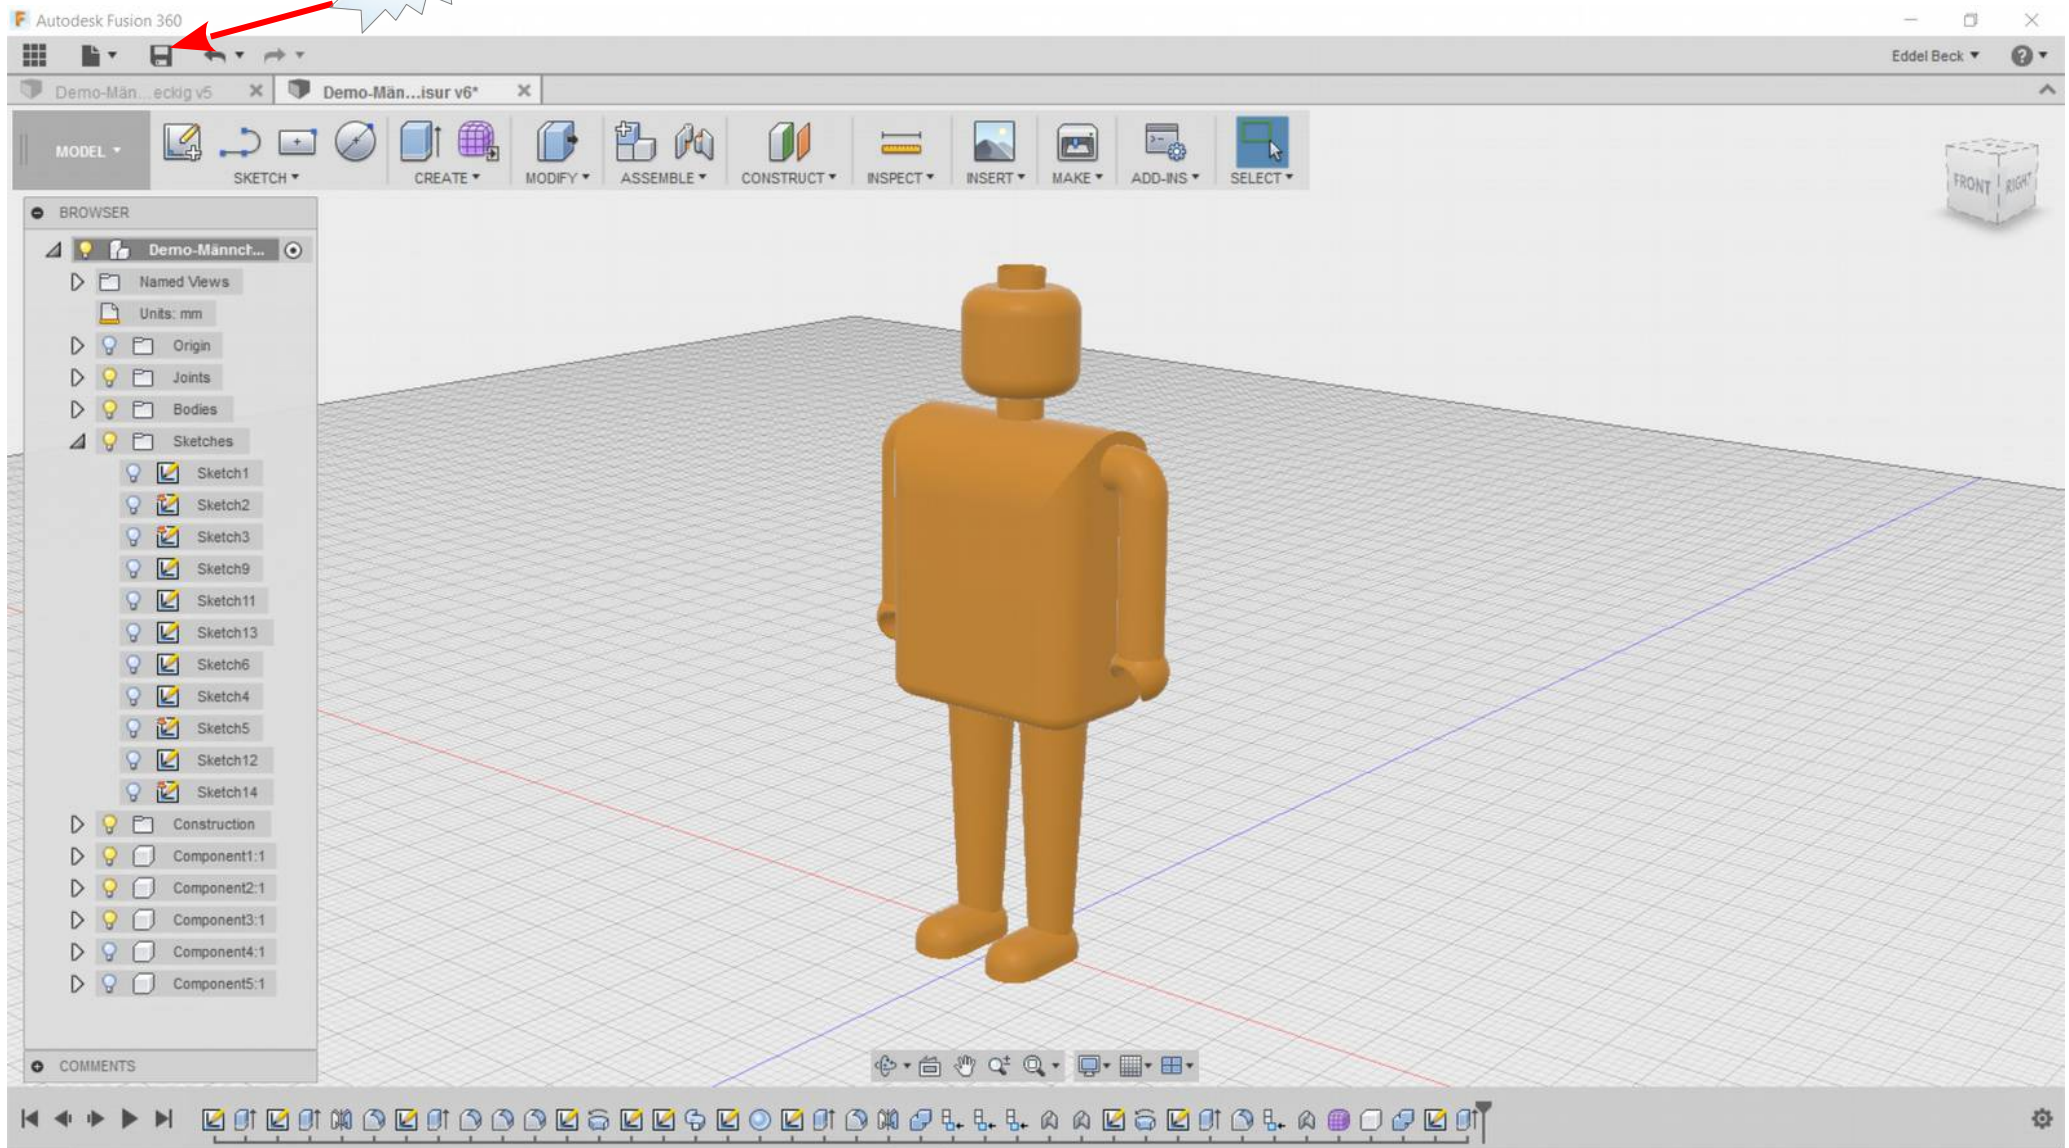 Autodesk Fusion 360
Eddel Beck
Demo-Män...eckig v5
Demo-Män...isur v6*
MODEL
SKETCH
CREATE
MODIFY
ASSEMBLE
CONSTRUCT
INSPECT
INSERT
MAKE
ADD-INS
SELECT
FRONT
RIGHT
BROWSER
Demo-Männch...
Named Views
Units: mm
Origin
Joints
Bodies
Sketches
Sketch1
Sketch2
Sketch3
Sketch9
Sketch11
Sketch13
Sketch6
Sketch4
Sketch5
Sketch12
Sketch14
Construction
Component1:1
Component2:1
Component3:1
Component4:1
Component5:1
COMMENTS